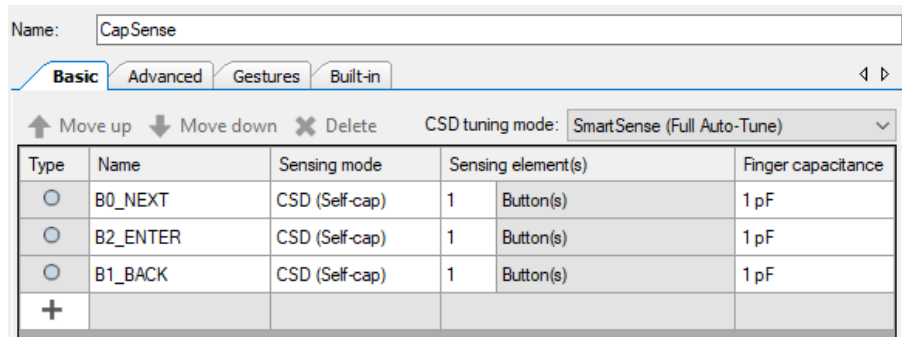 Name: CapSense
Basic Advanced Gestures Built-in
Move up Move down Delete CSD tuning mode: SmartSense (Full Auto-Tune)
Type Name Sensing mode Sensing element(s) Finger capacitance
B0_NEXT CSD (Self-cap) 1 Button(s) 1 pF
B2_ENTER CSD (Self-cap) 1 Button(s) 1 pF
B1_BACK CSD (Self-cap) 1 Button(s) 1 pF